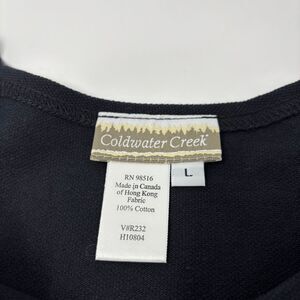 Coldwater Creek®
L
RN 98516
Made in Canada
of Hong Kong
Fabric
100% Cotton
V#R232
H10804